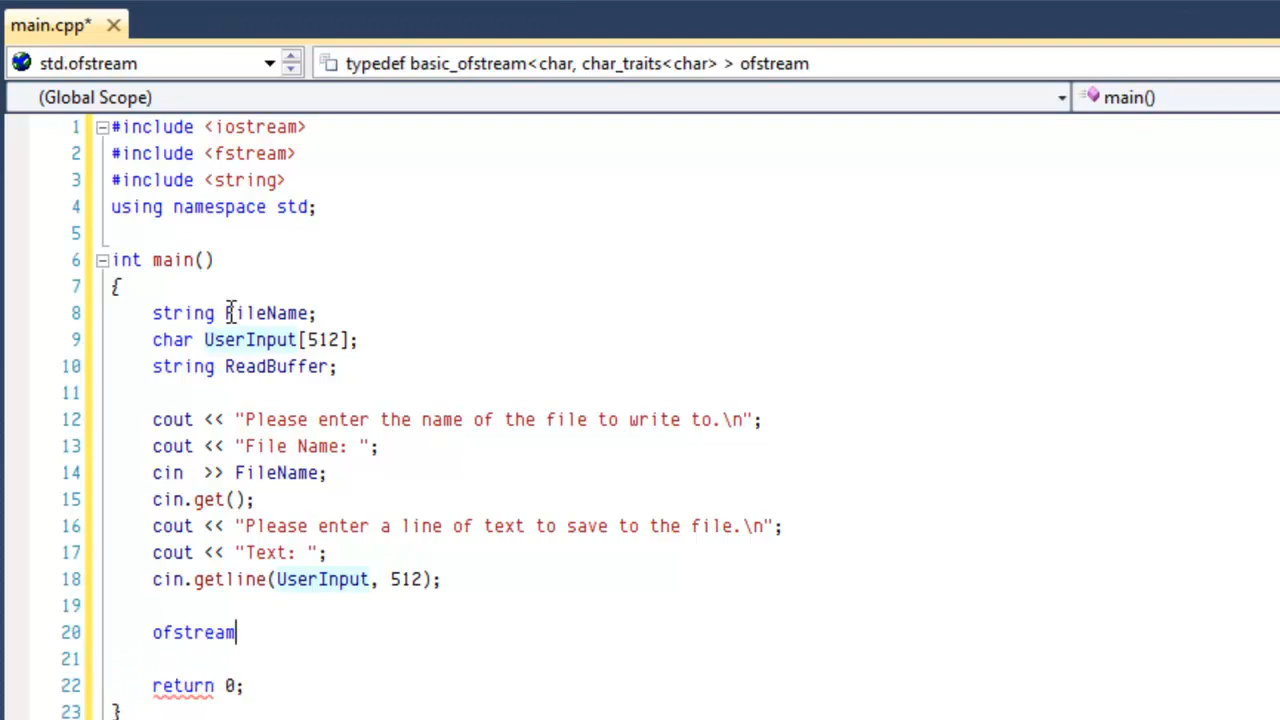 main.cpp*
std.ofstream typedef basic_ofstream<char, char_traits<char> > ofstream
(Global Scope) main()
1 #include <iostream>
2 #include <fstream>
3 #include <string>
4 using namespace std;
5
6 int main()
7 {
8 string FileName;
9 char UserInput[512];
10 string ReadBuffer;
11
12 cout << "Please enter the name of the file to write to.\n";
13 cout << "File Name: ";
14 cin >> FileName;
15 cin.get();
16 cout << "Please enter a line of text to save to the file.\n";
17 cout << "Text: ";
18 cin.getline(UserInput, 512);
19
20 ofstream
21
22 return 0;
23 }